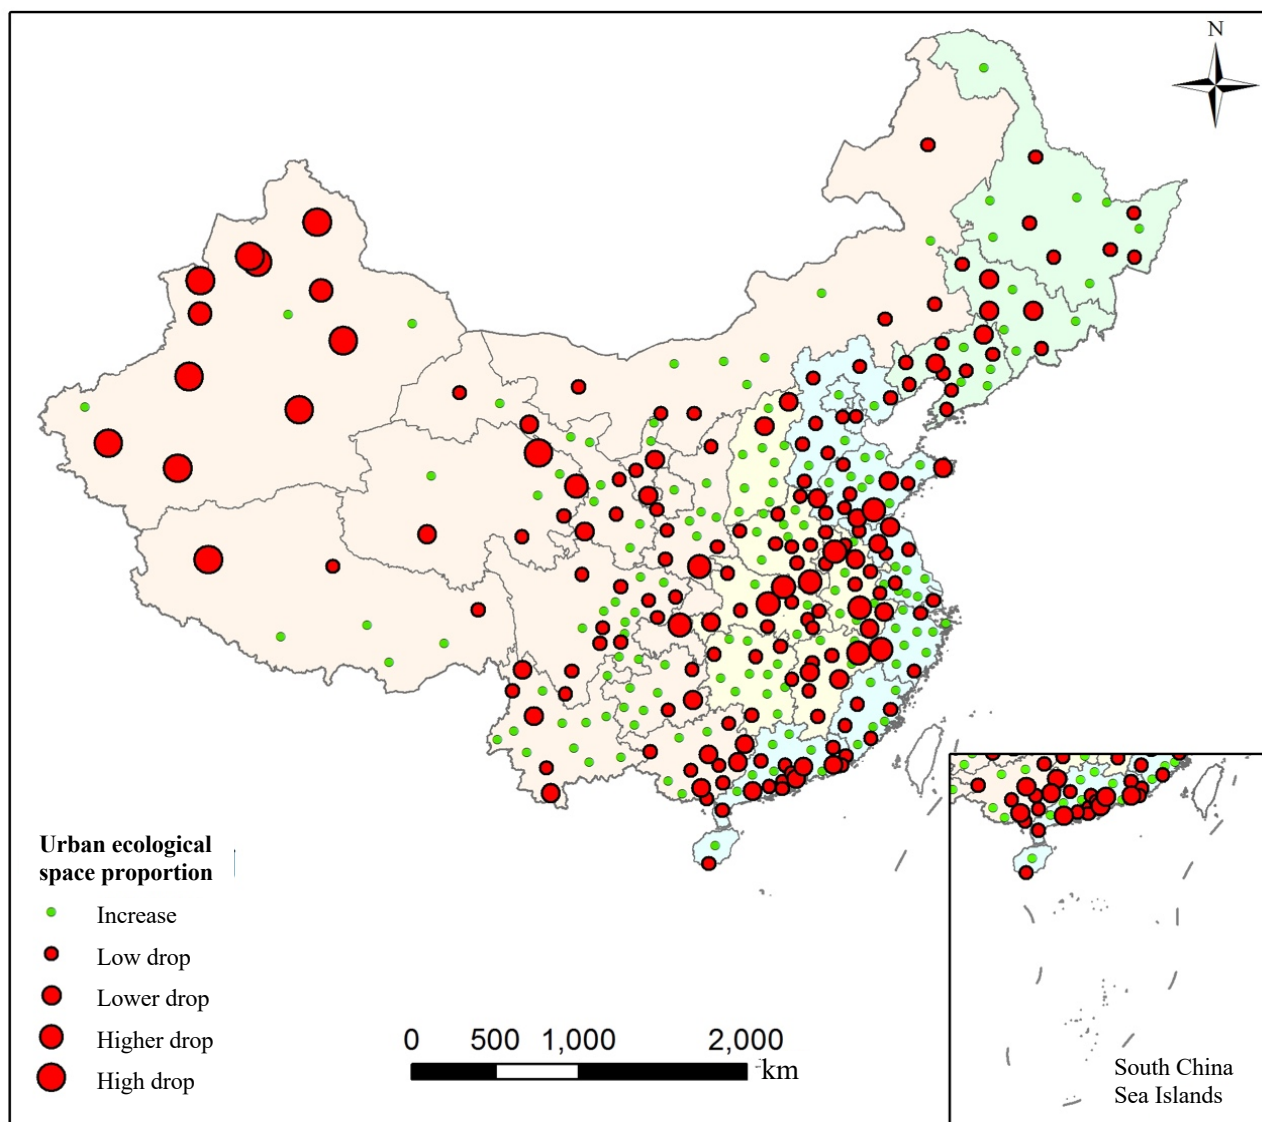 N
Urban ecological
space proportion
Increase
Low drop
Lower drop
Higher drop
High drop
0 500 1,000 2,000
km
South China
Sea Islands